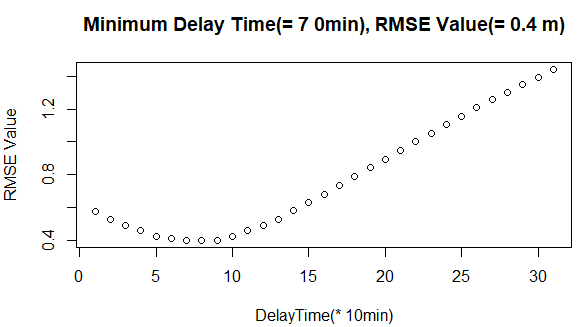 Minimum Delay Time(= 7 0min), RMSE Value(= 0.4 m)
RMSE Value
1.2
0.8
0.4
0 5 10 15 20 25 30
DelayTime(* 10min)